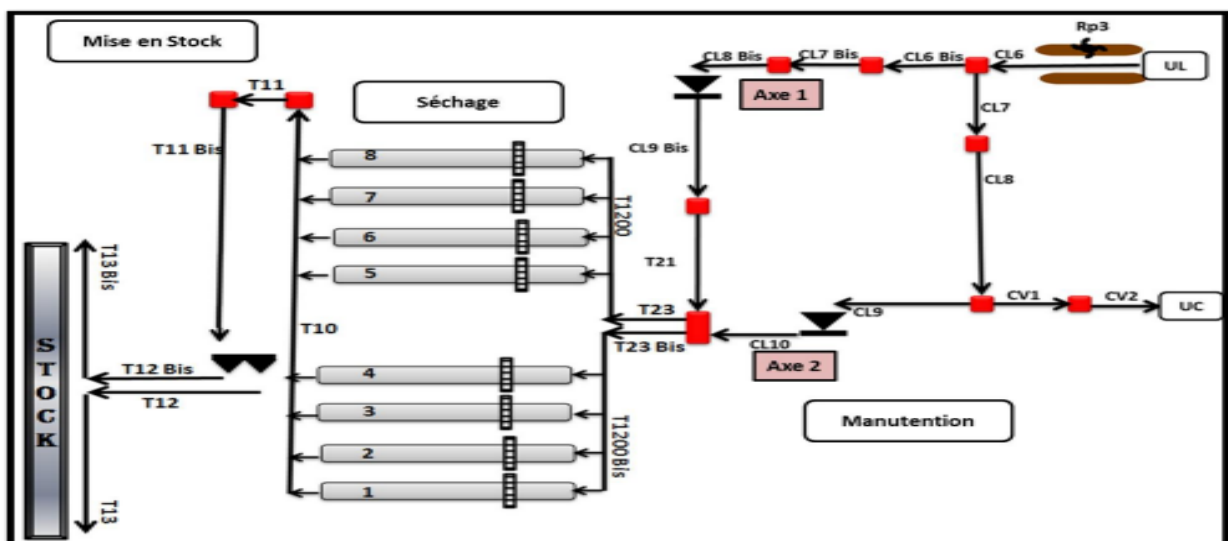 Mise en Stock
Rp3
CL8 Bis
CL7 Bis
CL6 Bis
CL6
UL
T11
Séchage
Axe 1
CL7
T11 Bis
CL9 Bis
8
CL8
7
T1200
6
T21
5
T13 Bis
STOCK
T10
T23
T23 Bis
CL9
CV1
CV2
UC
CL10
T12 Bis
4
Axe 2
T12
3
Manutention
T1200 Bis
2
1
T13